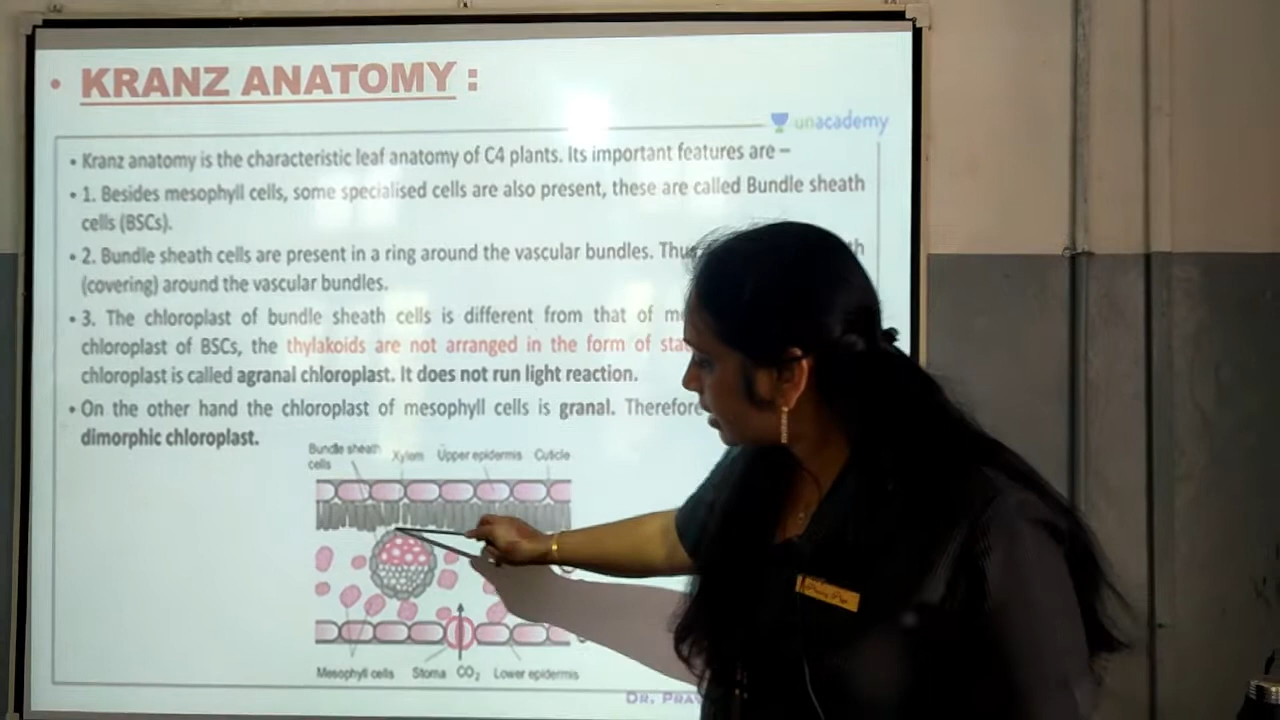 • KRANZ ANATOMY :
unacademy
• Kranz anatomy is the characteristic leaf anatomy of C4 plants. Its important features are –
• 1. Besides mesophyll cells, some specialised cells are also present, these are called Bundle sheath
cells (BSCs).
• 2. Bundle sheath cells are present in a ring around the vascular bundles. Thus
(covering) around the vascular bundles.
• 3. The chloroplast of bundle sheath cells is different from that of
chloroplast of BSCs, the thylakoids are not arranged in the form of
chloroplast is called agranal chloroplast. It does not run light reaction.
• On the other hand the chloroplast of mesophyll cells is granal. Therefore
dimorphic chloroplast.
Bundle sheath
cells
Xylem Upper epidermis Cuticle
Mesophyll cells Stoma CO₂ Lower epidermis
DR.